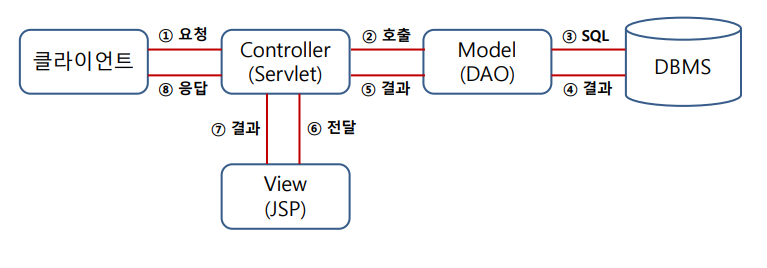 ① 요청
② 호출
③ SQL
클라이언트
Controller
(Servlet)
Model
(DAO)
DBMS
⑧ 응답
⑤ 결과
④ 결과
⑦ 결과
⑥ 전달
View
(JSP)